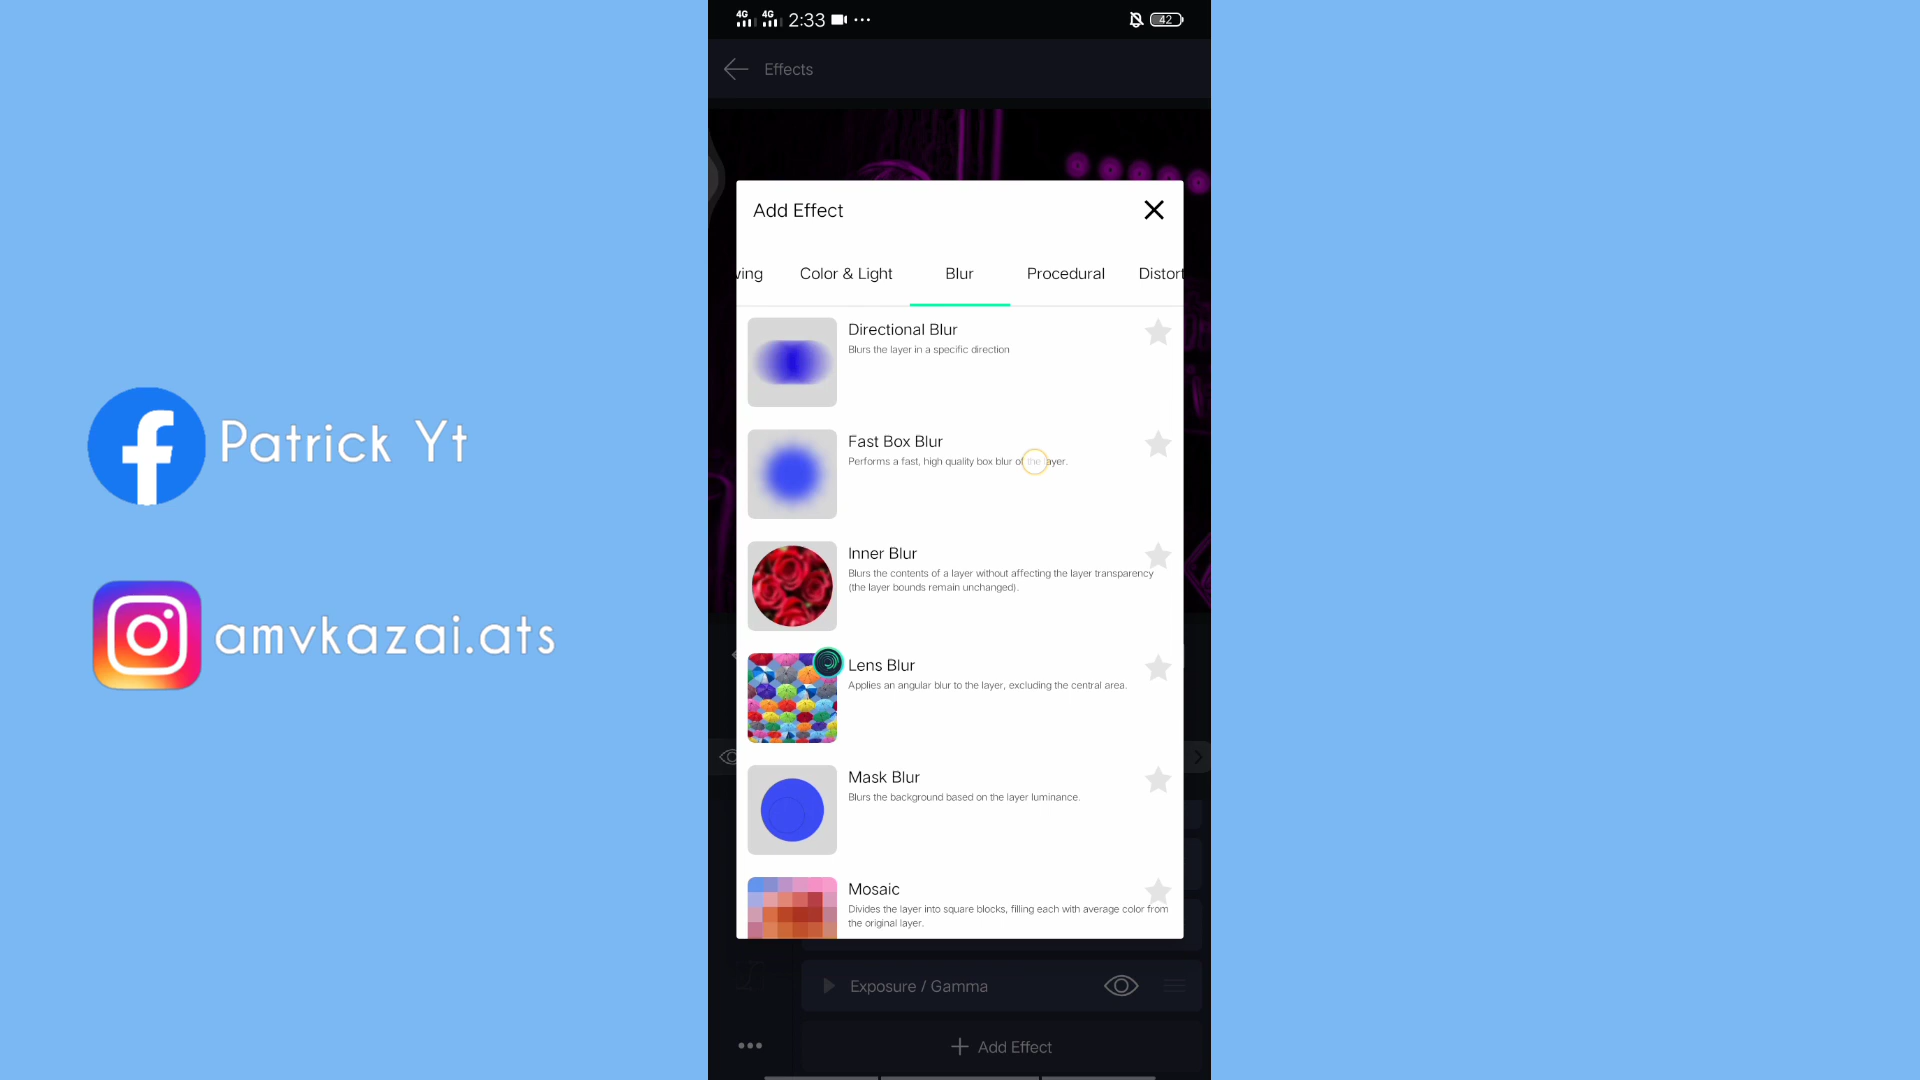 4G 4G 2:33
42
Effects
Add Effect
ving Color & Light Blur Procedural Distort
Directional Blur
Blurs the layer in a specific direction
Fast Box Blur
Performs a fast, high quality box blur of the layer.
Inner Blur
Blurs the contents of a layer without affecting the layer transparency
(the layer bounds remain unchanged).
Lens Blur
Applies an angular blur to the layer, excluding the central area.
Mask Blur
Blurs the background based on the layer luminance.
Mosaic
Divides the layer into square blocks, filling each with average color from
the original layer.
Exposure / Gamma
Add Effect
Patrick Yt
amvkazai.ats